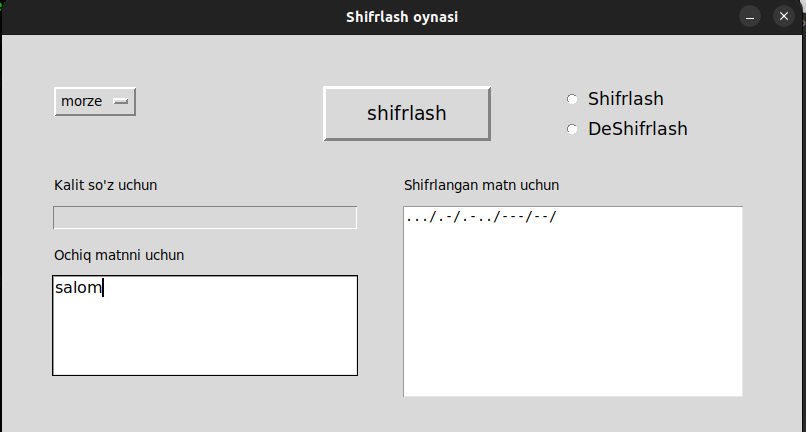 Shifrlash oynasi
morze
shifrlash
Shifrlash
DeShifrlash
Kalit so'z uchun
Shifrlangan matn uchun
.../.-/.-../---/--/
Ochiq matnni uchun
salom